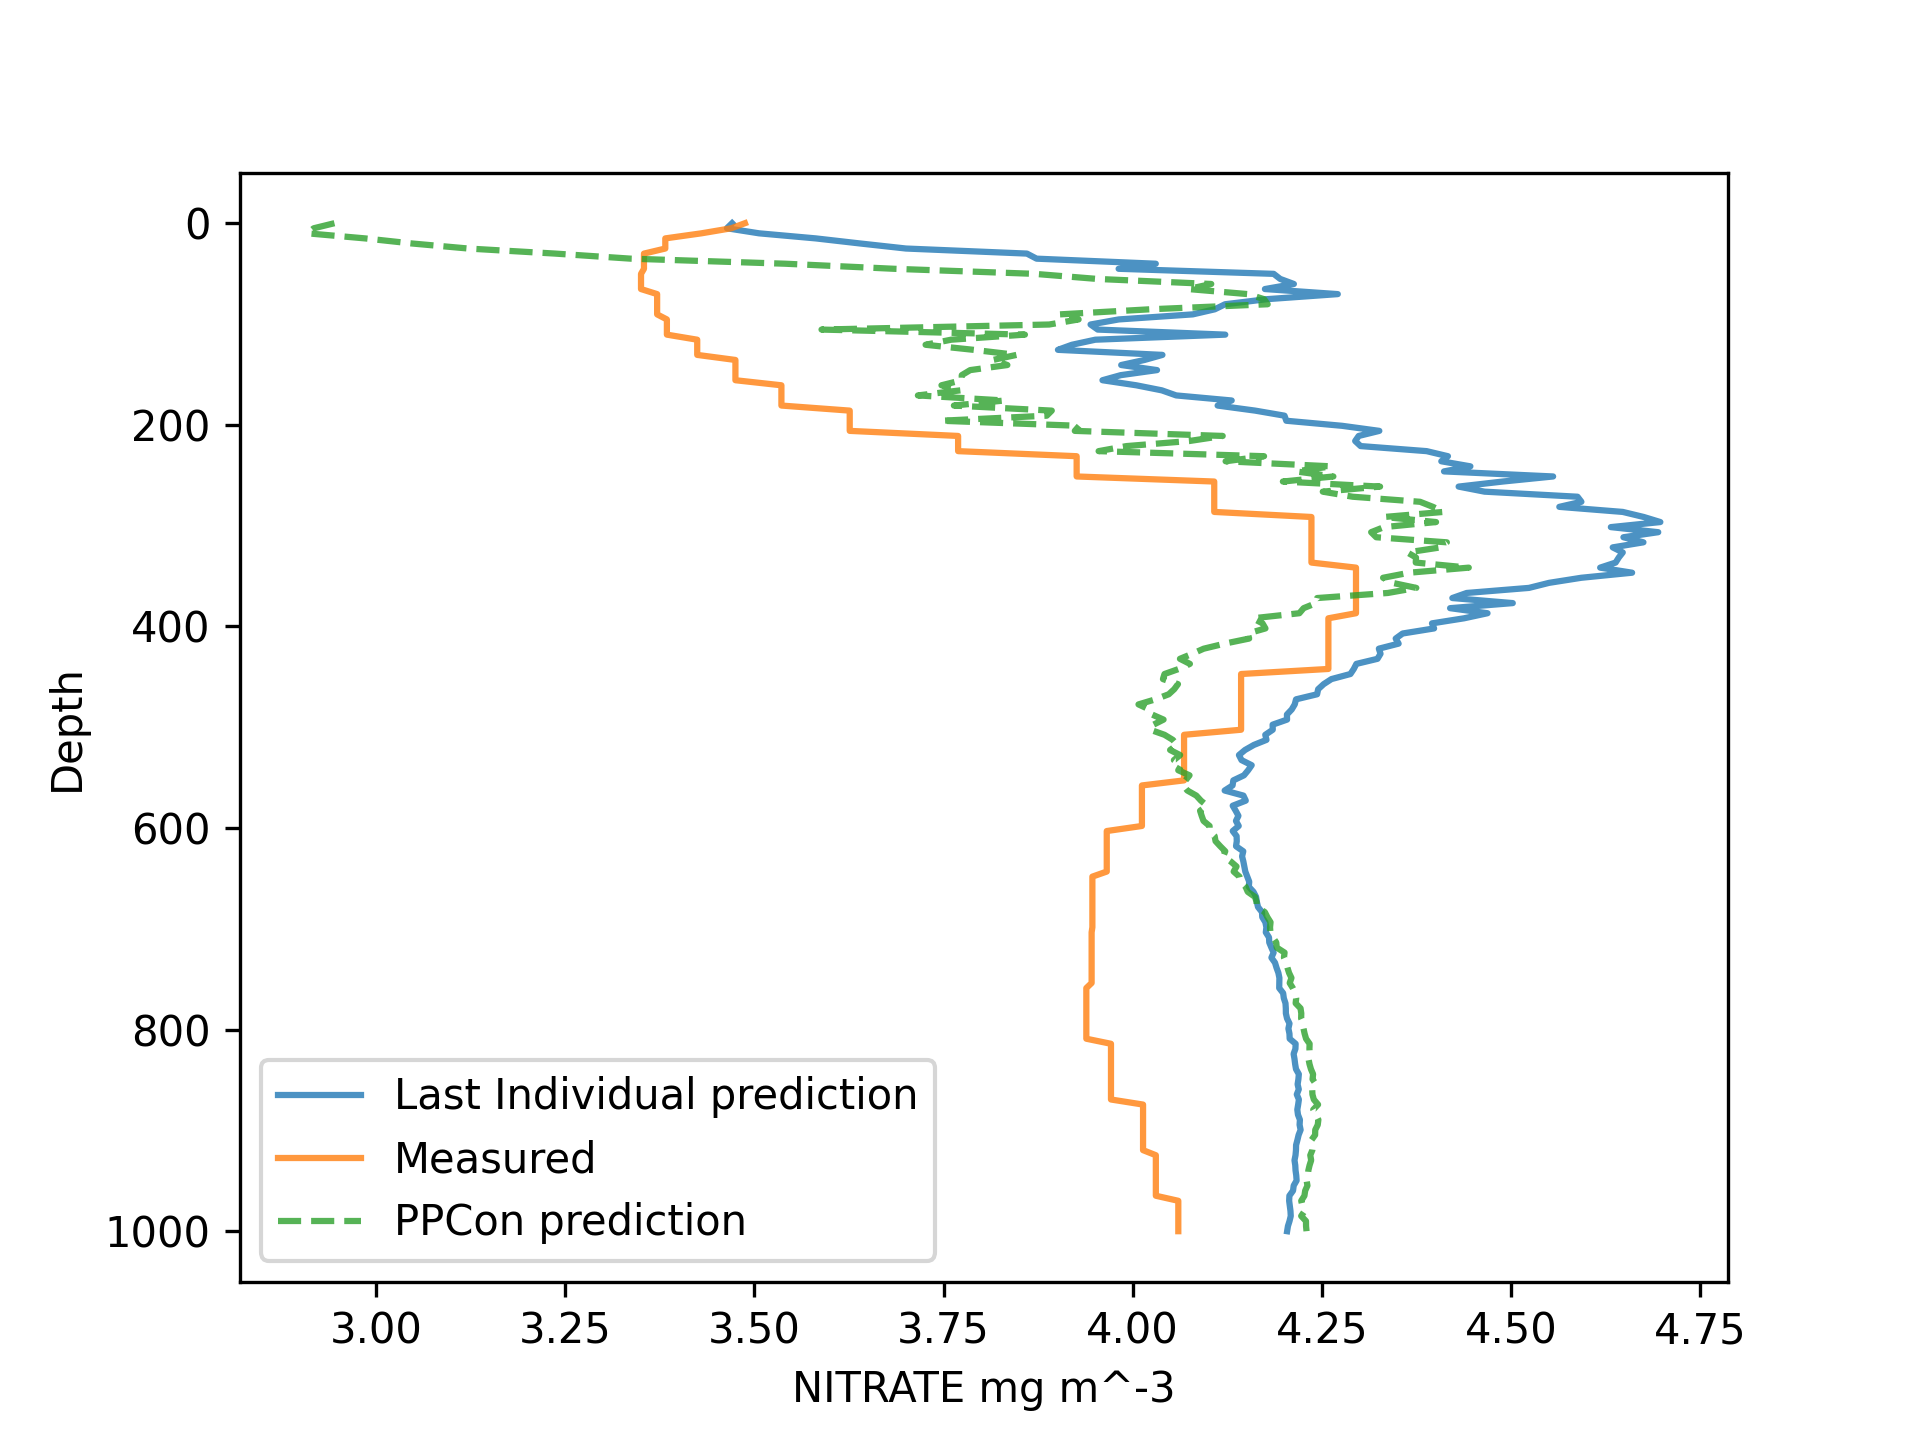 0
200
400
600
800
1000
Depth
Last Individual prediction
Measured
PPCon prediction
3.00 3.25 3.50 3.75 4.00 4.25 4.50 4.75
NITRATE mg m^-3